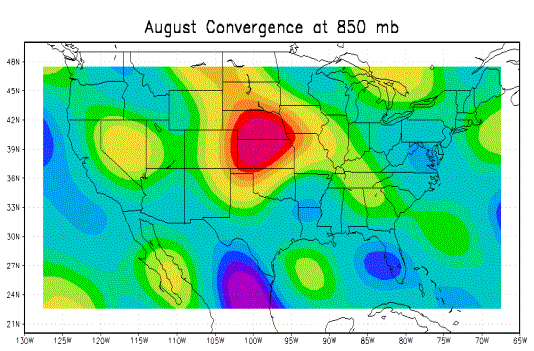 August Convergence at 850 mb
48N
45N
42N
39N
36N
33N
30N
27N
24N
21N
130W 125W 120W 115W 110W 105W 100W 95W 90W 85W 80W 75W 70W 65W